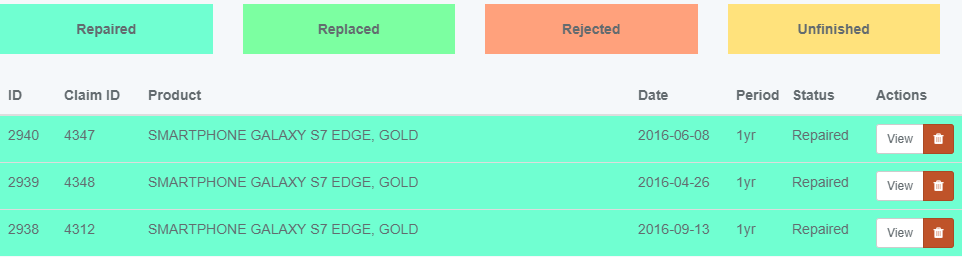 Repaired Replaced Rejected Unfinished
ID Claim ID Product Date Period Status Actions
2940 4347 SMARTPHONE GALAXY S7 EDGE, GOLD 2016-06-08 1yr Repaired View
2939 4348 SMARTPHONE GALAXY S7 EDGE, GOLD 2016-04-26 1yr Repaired View
2938 4312 SMARTPHONE GALAXY S7 EDGE, GOLD 2016-09-13 1yr Repaired View